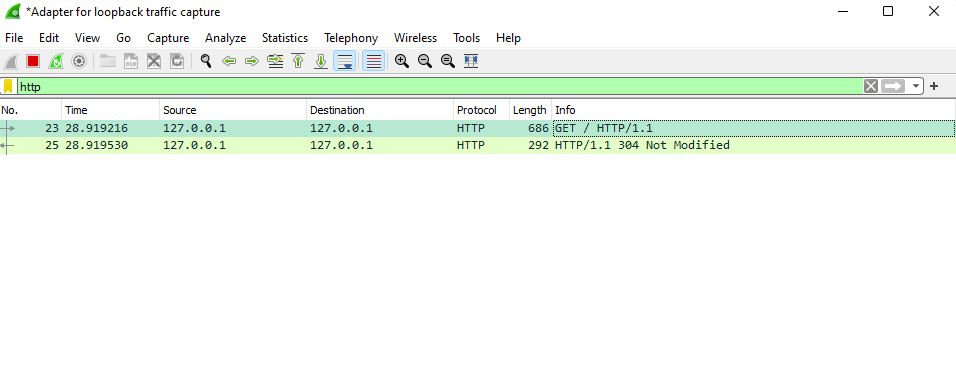 *Adapter for loopback traffic capture
File Edit View Go Capture Analyze Statistics Telephony Wireless Tools Help
http
No. Time Source Destination Protocol Length Info
23 28.919216 127.0.0.1 127.0.0.1 HTTP 686 GET / HTTP/1.1
25 28.919530 127.0.0.1 127.0.0.1 HTTP 292 HTTP/1.1 304 Not Modified